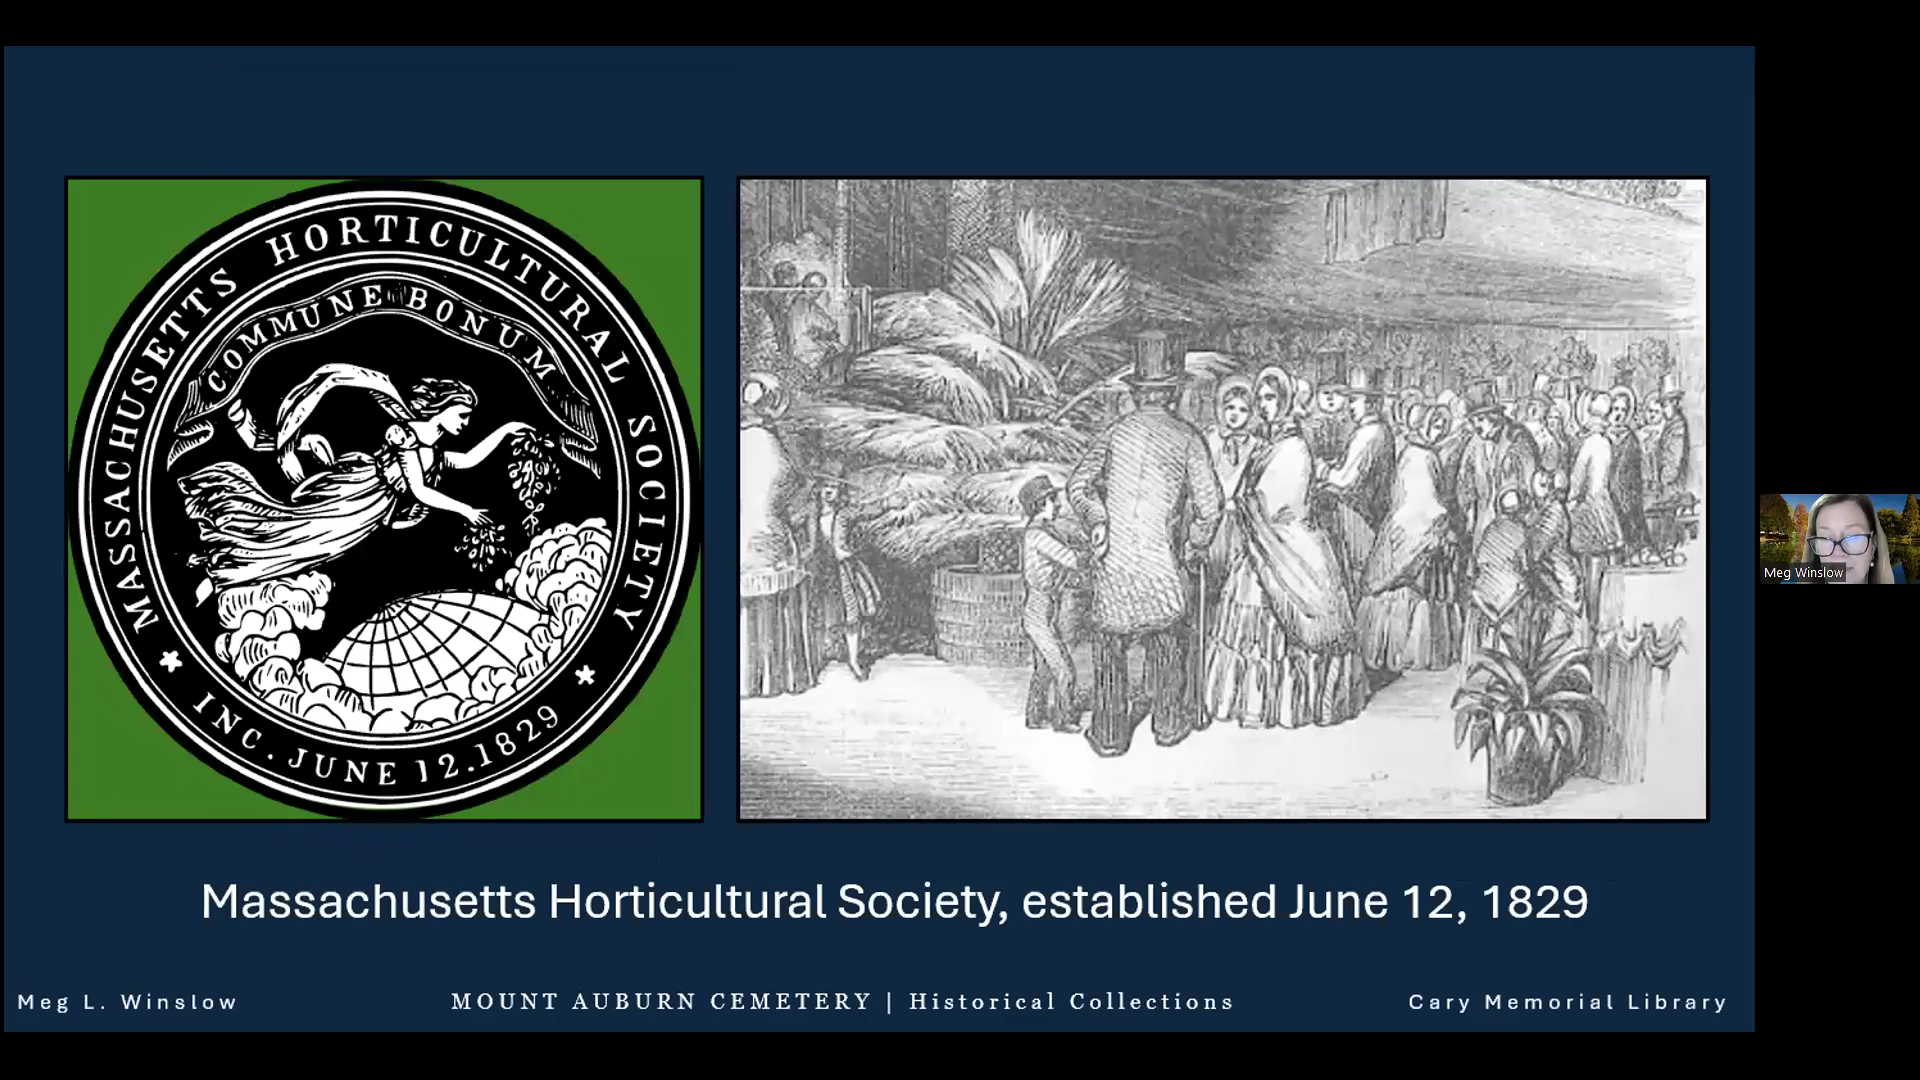 MASSACHUSETTS HORTICULTURAL SOCIETY
COMMUNE BONUM
INC. JUNE 12.1829
Meg Winslow
Massachusetts Horticultural Society, established June 12, 1829
Meg L. Winslow
MOUNT AUBURN CEMETERY | Historical Collections
Cary Memorial Library